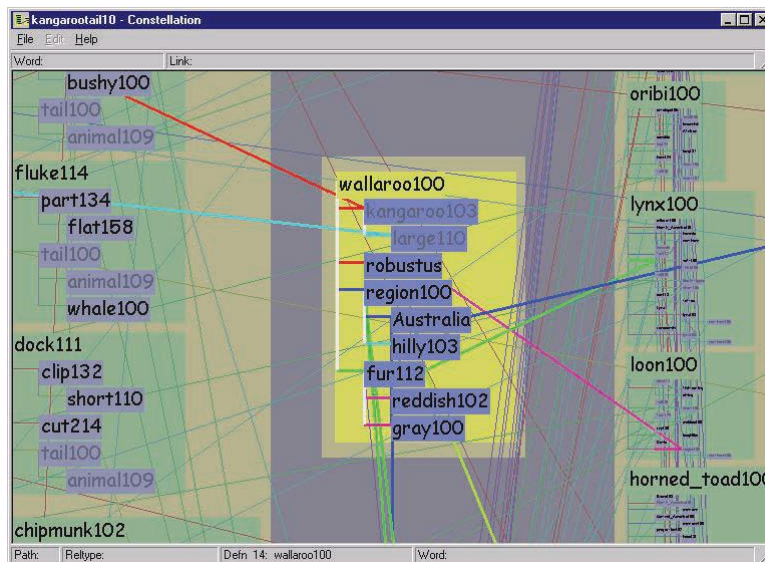 kangarootail10 - Constellation
File Edit Help
Word: Link:
bushy100
tail100
animal109
fluke114
part134
flat158
tail100
animal109
whale100
dock111
clip132
short110
cut214
tail100
animal109
chipmunk102
wallaroo100
kangaroo103
large110
robustus
region100
Australia
hilly103
fur112
reddish102
gray100
oribi100
lynx100
loon100
horned_toad100
Path: Reltype: Defn 14: wallaroo100 Word: